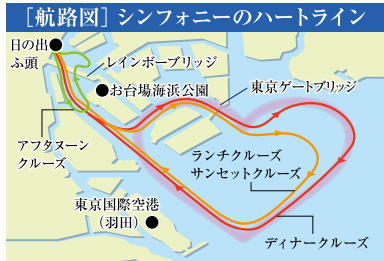 ［航路図］シンフォニーのハートライン
日の出
ふ頭
レインボーブリッジ
お台場海浜公園
東京ゲートブリッジ
アフタヌーン
クルーズ
ランチクルーズ
サンセットクルーズ
東京国際空港
（羽田）
ディナークルーズ